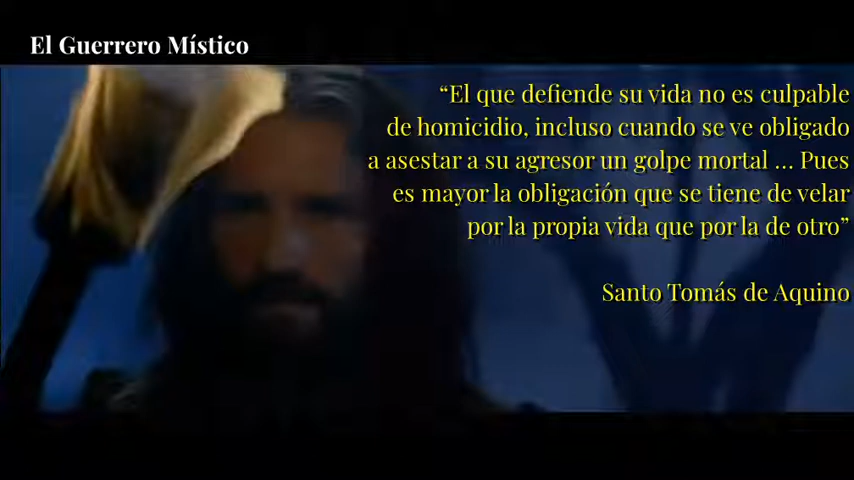 El Guerrero Místico
“El que defiende su vida no es culpable
de homicidio, incluso cuando se ve obligado
a asestar a su agresor un golpe mortal ... Pues
es mayor la obligación que se tiene de velar
por la propia vida que por la de otro”
Santo Tomás de Aquino